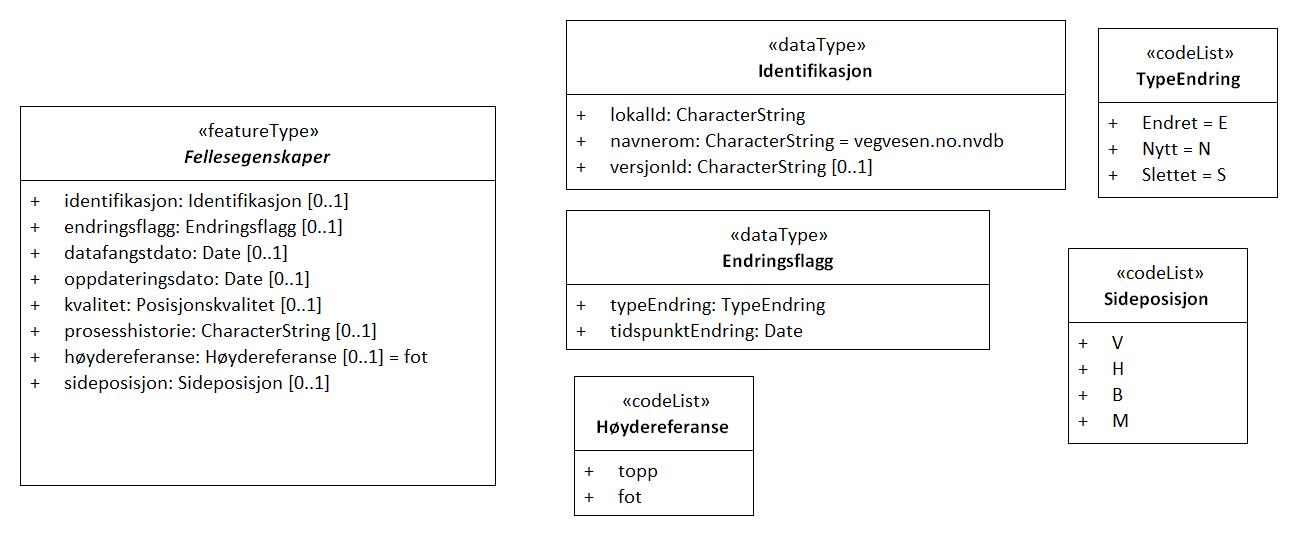 «featureType»
Fellesegenskaper
+ identifikasjon: Identifikasjon [0..1]
+ endringsflagg: Endringsflagg [0..1]
+ datafangstdato: Date [0..1]
+ oppdateringsdato: Date [0..1]
+ kvalitet: Posisjonskvalitet [0..1]
+ prosesshistorie: CharacterString [0..1]
+ høydereferanse: Høydereferanse [0..1] = fot
+ sideposisjon: Sideposisjon [0..1]
«dataType»
Identifikasjon
+ lokalId: CharacterString
+ navnerom: CharacterString = vegvesen.no.nvdb
+ versjonId: CharacterString [0..1]
«dataType»
Endringsflagg
+ typeEndring: TypeEndring
+ tidspunktEndring: Date
«codeList»
Høydereferanse
+ topp
+ fot
«codeList»
TypeEndring
+ Endret = E
+ Nytt = N
+ Slettet = S
«codeList»
Sideposisjon
+ V
+ H
+ B
+ M